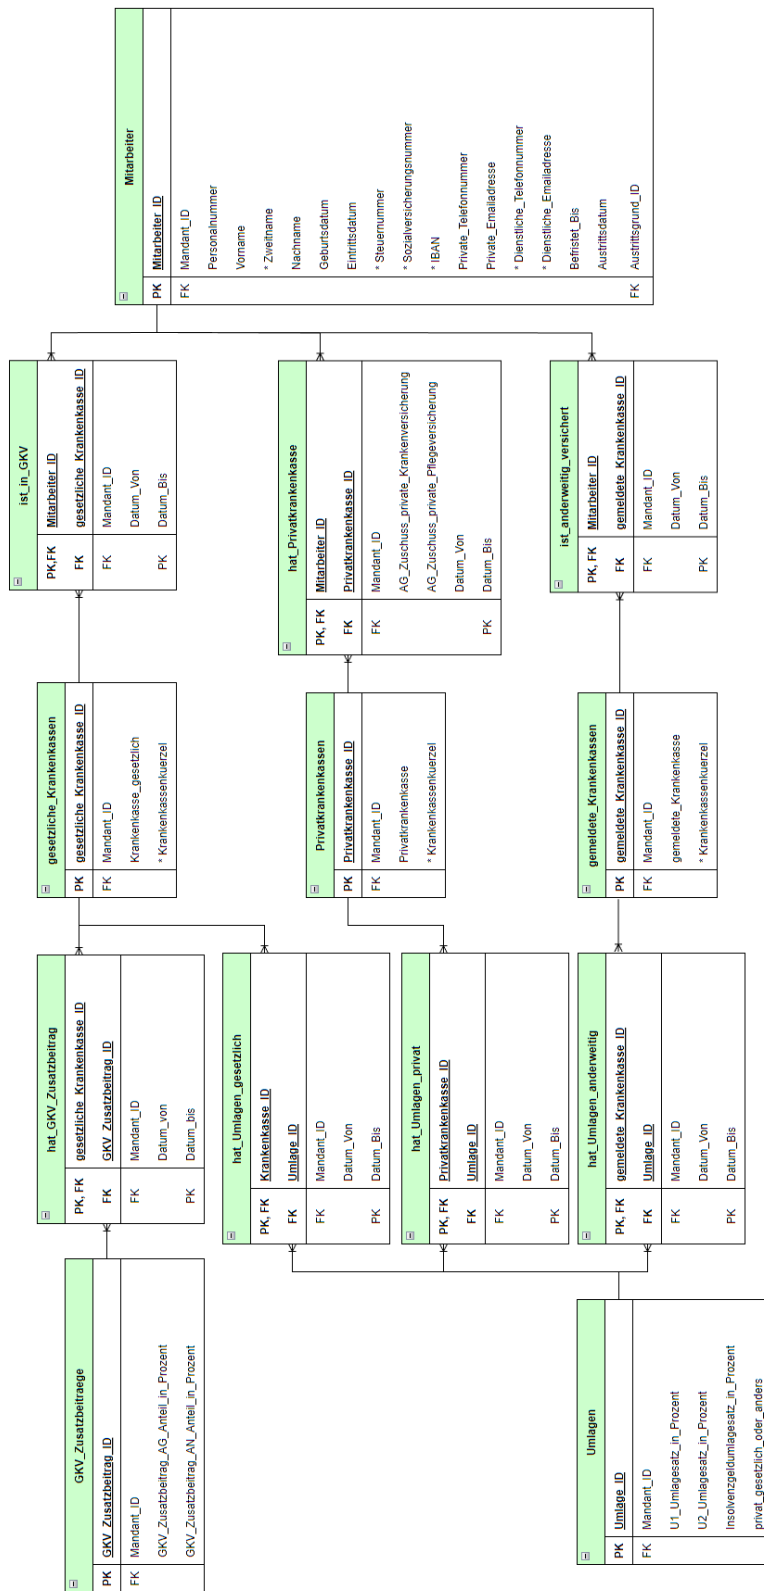 Mitarbeiter
PK Mitarbeiter_ID
FK Mandant_ID
Personalnummer
Vorname
* Zweitname
Nachname
Geburtsdatum
Eintrittsdatum
* Steuernummer
* Sozialversicherungsnummer
* IBAN
Private_Telefonnummer
Private_Emailadresse
* Dienstliche_Telefonnummer
* Dienstliche_Emailadresse
Befristet_Bis
Austrittsdatum
FK Austrittsgrund_ID
ist_in_GKV
PK,FK Mitarbeiter_ID
FK gesetzliche_Krankenkasse_ID
FK Mandant_ID
Datum_Von
PK Datum_Bis
hat_Privatkrankenkasse
PK, FK Mitarbeiter_ID
FK Privatkrankenkasse_ID
FK Mandant_ID
AG_Zuschuss_private_Krankenversicherung
AG_Zuschuss_private_Pflegeversicherung
Datum_Von
PK Datum_Bis
ist_anderweitig_versichert
PK, FK Mitarbeiter_ID
FK gemeldete_Krankenkasse_ID
FK Mandant_ID
Datum_Von
PK Datum_Bis
gesetzliche_Krankenkassen
PK gesetzliche_Krankenkasse_ID
FK Mandant_ID
Krankenkasse_gesetzlich
* Krankenkassenkuerzel
Privatkrankenkassen
PK Privatkrankenkasse_ID
FK Mandant_ID
Privatkrankenkasse
* Krankenkassenkuerzel
gemeldete_Krankenkassen
PK gemeldete_Krankenkasse_ID
FK Mandant_ID
gemeldete_Krankenkasse
* Krankenkassenkuerzel
hat_GKV_Zusatzbeitrag
PK, FK gesetzliche_Krankenkasse_ID
FK GKV_Zusatzbeitrag_ID
FK Mandant_ID
Datum_von
PK Datum_bis
hat_Umlagen_gesetzlich
PK, FK Krankenkasse_ID
FK Umlage_ID
FK Mandant_ID
Datum_Von
PK Datum_Bis
hat_Umlagen_privat
PK, FK Privatkrankenkasse_ID
FK Umlage_ID
FK Mandant_ID
Datum_Von
PK Datum_Bis
hat_Umlagen_anderweitig
PK, FK gemeldete_Krankenkasse_ID
FK Umlage_ID
FK Mandant_ID
Datum_Von
PK Datum_Bis
GKV_Zusatzbeitraege
PK GKV_Zusatzbeitrag_ID
FK Mandant_ID
GKV_Zusatzbeitrag_AG_Anteil_in_Prozent
GKV_Zusatzbeitrag_AN_Anteil_in_Prozent
Umlagen
PK Umlage_ID
FK Mandant_ID
U1_Umlagesatz_in_Prozent
U2_Umlagesatz_in_Prozent
Insolvenzgeldumlagesatz_in_Prozent
privat_gesetzlich_oder_anders